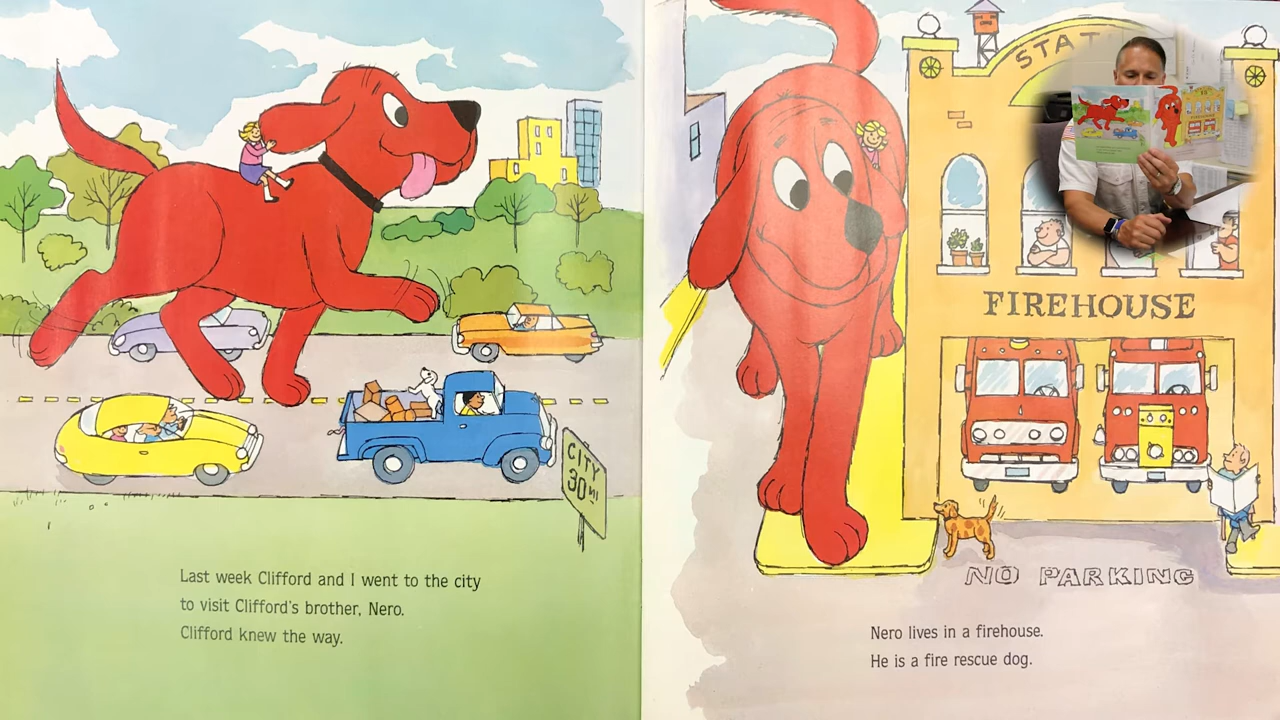 CITY
30 MI
Last week Clifford and I went to the city
to visit Clifford's brother, Nero.
Clifford knew the way.
FIREHOUSE
NO PARKING
Nero lives in a firehouse.
He is a fire rescue dog.